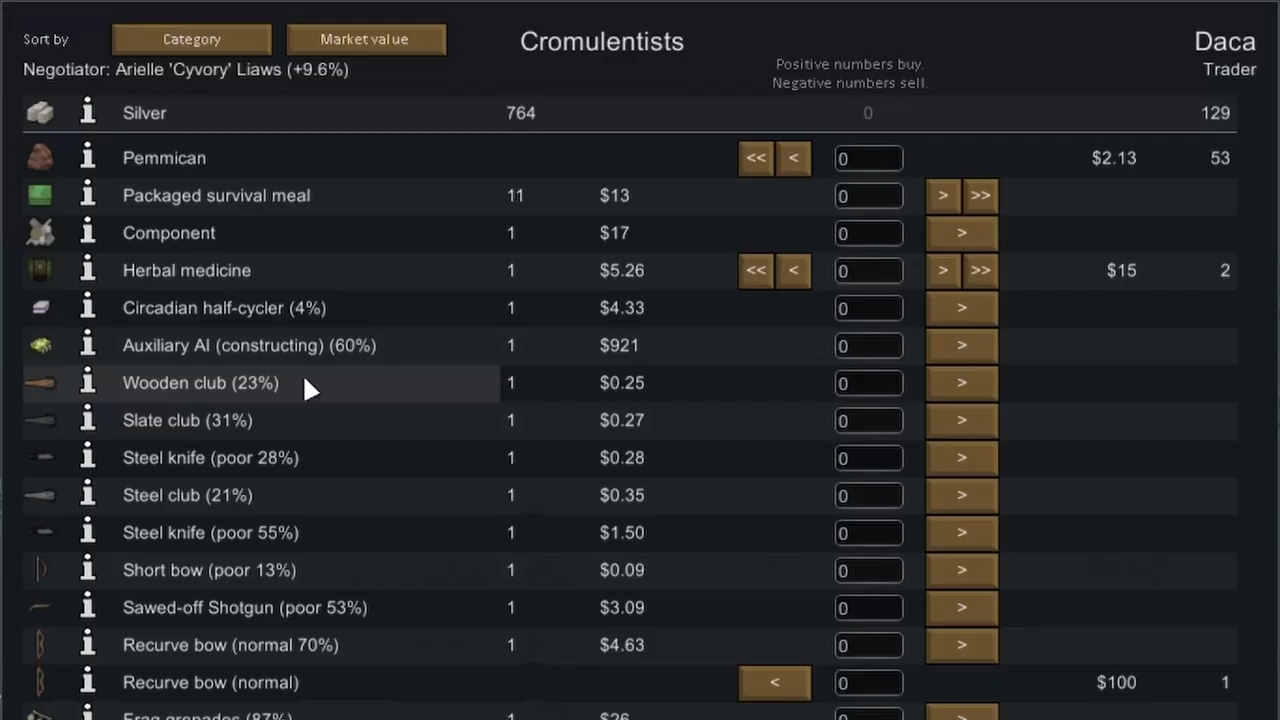 Sort by Category Market value Cromulentists Daca
Negotiator: Arielle 'Cyvory' Liaws (+9.6%) Positive numbers buy. Trader
Negative numbers sell.
Silver 764 0 129
Pemmican << < 0 $2.13 53
Packaged survival meal 11 $13 0 > >>
Component 1 $17 0 >
Herbal medicine 1 $5.26 << < 0 > >> $15 2
Circadian half-cycler (4%) 1 $4.33 0 >
Auxiliary AI (constructing) (60%) 1 $921 0 >
Wooden club (23%) 1 $0.25 0 >
Slate club (31%) 1 $0.27 0 >
Steel knife (poor 28%) 1 $0.28 0 >
Steel club (21%) 1 $0.35 0 >
Steel knife (poor 55%) 1 $1.50 0 >
Short bow (poor 13%) 1 $0.09 0 >
Sawed-off Shotgun (poor 53%) 1 $3.09 0 >
Recurve bow (normal 70%) 1 $4.63 0 >
Recurve bow (normal) < 0 $100 1
Frag grenades (87%) 1 $26 0 >